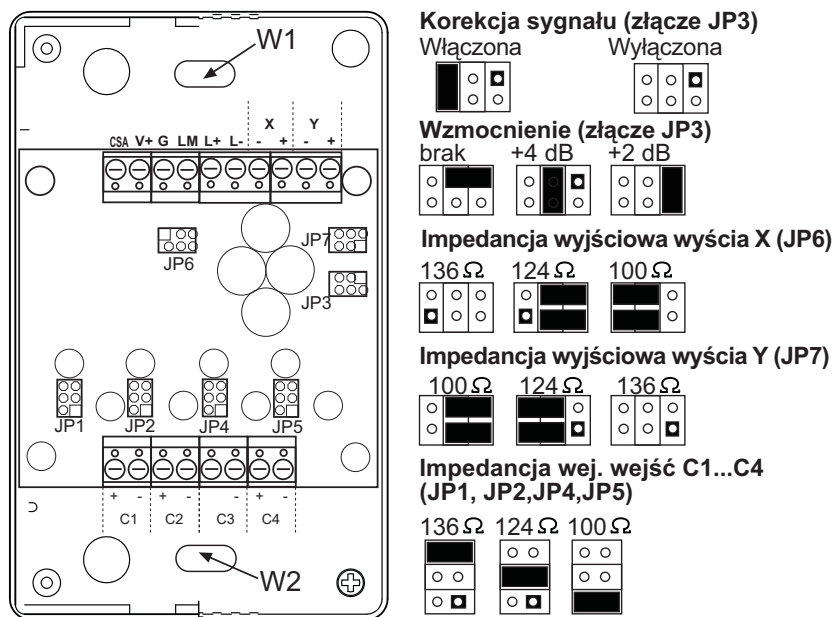 W1
X Y
CSA V+ G LM L+ L- - + - +
JP6
JP7
JP3
JP1
JP2
JP4
JP5
+ - + - - + -
C1 C2 C3 C4
W2
Korekcja sygnału (złącze JP3)
Włączona Wyłączona
Wzmocnienie (złącze JP3)
brak +4 dB +2 dB
Impedancja wyjściowa wyścia X (JP6)
136 Ω 124 Ω 100 Ω
Impedancja wyjściowa wyścia Y (JP7)
100 Ω 124 Ω 136 Ω
Impedancja wej. wejść C1...C4
(JP1, JP2,JP4,JP5)
136 Ω 124 Ω 100 Ω